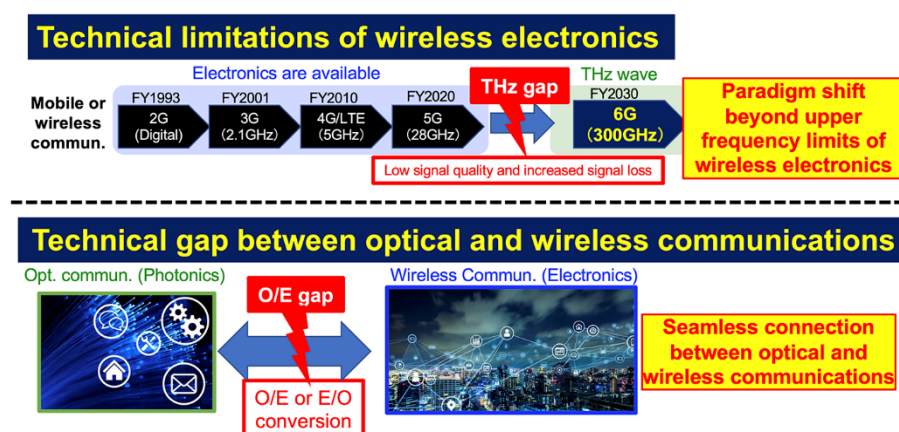 Technical limitations of wireless electronics
Electronics are available
THz wave
Mobile or
wireless
commun.
FY1993
2G
(Digital)
FY2001
3G
(2.1GHz)
FY2010
4G/LTE
(5GHz)
FY2020
5G
(28GHz)
THz gap
FY2030
6G
(300GHz)
Low signal quality and increased signal loss
Paradigm shift
beyond upper
frequency limits of
wireless electronics
Technical gap between optical and wireless communications
Opt. commun. (Photonics)
O/E gap
O/E or E/O
conversion
Wireless Commun. (Electronics)
Seamless connection
between optical and
wireless communications